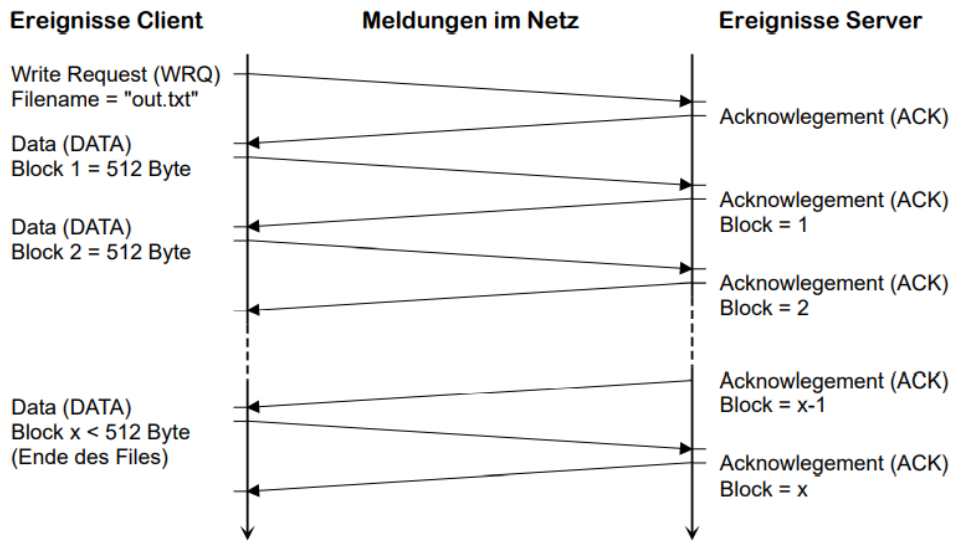 Ereignisse Client
Meldungen im Netz
Ereignisse Server
Write Request (WRQ)
Filename = "out.txt"
Acknowlegement (ACK)
Data (DATA)
Block 1 = 512 Byte
Acknowlegement (ACK)
Block = 1
Data (DATA)
Block 2 = 512 Byte
Acknowlegement (ACK)
Block = 2
Acknowlegement (ACK)
Block = x-1
Data (DATA)
Block x < 512 Byte
(Ende des Files)
Acknowlegement (ACK)
Block = x